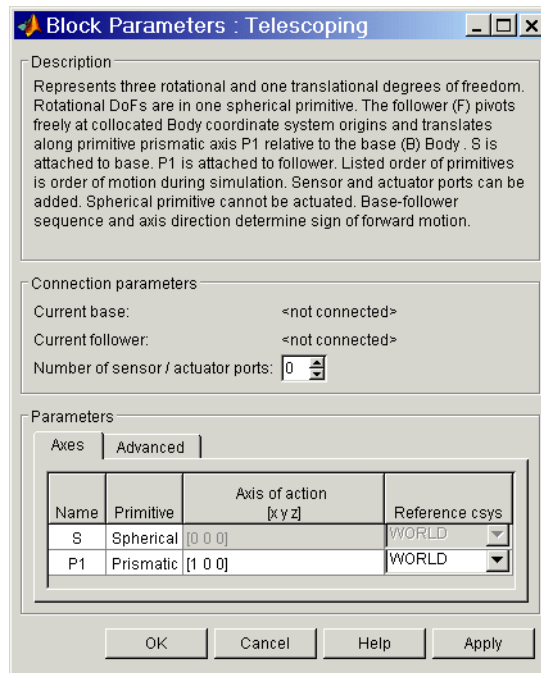 Block Parameters : Telescoping
Description
Represents three rotational and one translational degrees of freedom.
Rotational DoFs are in one spherical primitive. The follower (F) pivots
freely at collocated Body coordinate system origins and translates
along primitive prismatic axis P1 relative to the base (B) Body . S is
attached to base. P1 is attached to follower. Listed order of primitives
is order of motion during simulation. Sensor and actuator ports can be
added. Spherical primitive cannot be actuated. Base-follower
sequence and axis direction determine sign of forward motion.
Connection parameters
Current base: <not connected>
Current follower: <not connected>
Number of sensor / actuator ports: 0
Parameters
Axes Advanced
Name Primitive Axis of action [x y z] Reference csys
S Spherical [0 0 0] WORLD
P1 Prismatic [1 0 0] WORLD
OK Cancel Help Apply